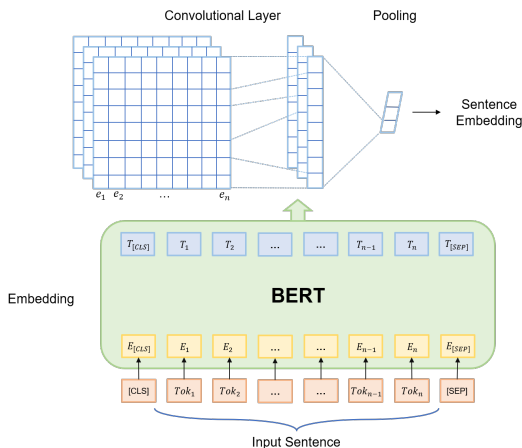 Convolutional Layer
Pooling
Sentence
Embedding
e₁ e₂ ... eₙ
T[CLS] T₁ T₂ ... ... Tₙ₋₁ Tₙ T[SEP]
Embedding
BERT
E[CLS] E₁ E₂ ... ... Eₙ₋₁ Eₙ E[SEP]
[CLS] Tok₁ Tok₂ ... ... Tokₙ₋₁ Tokₙ [SEP]
Input Sentence